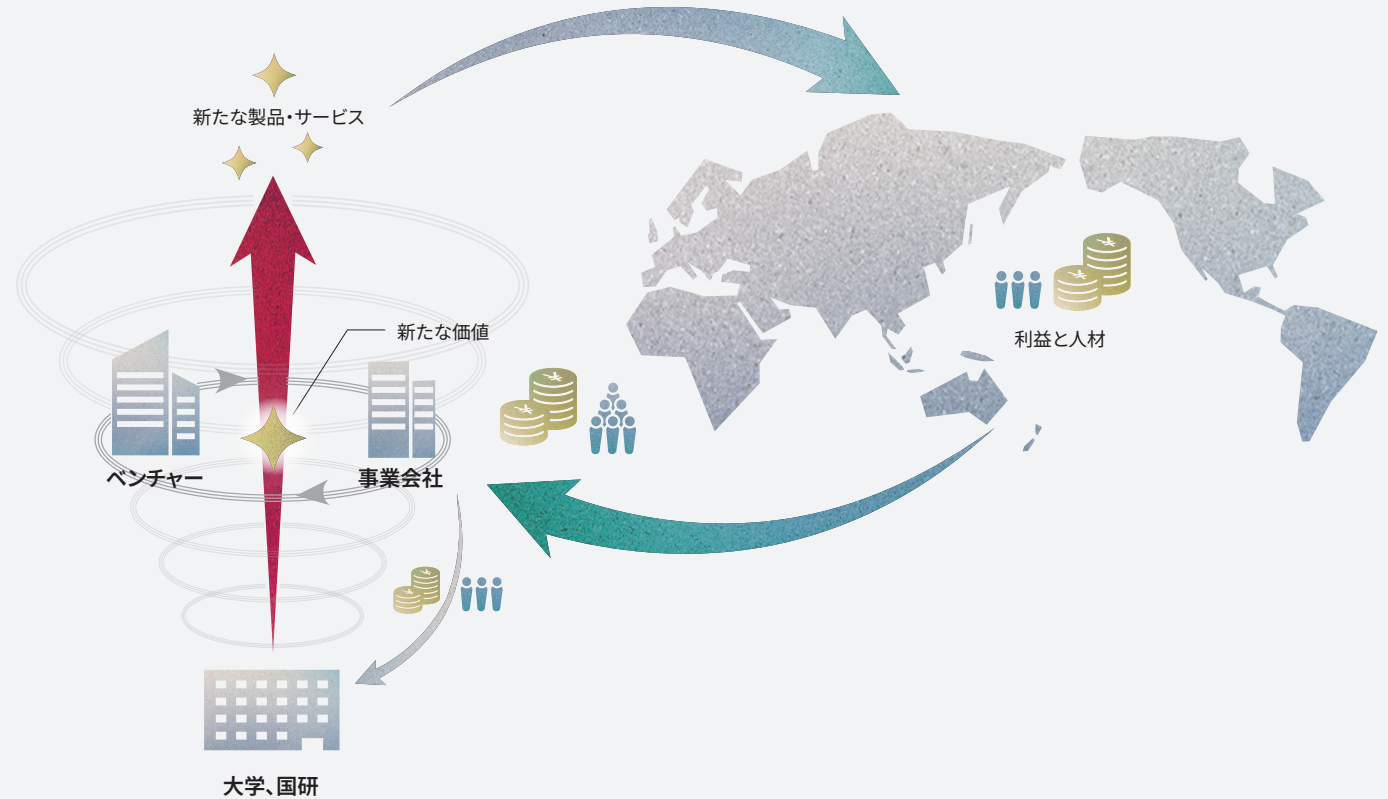 新たな製品・サービス
新たな価値
利益と人材
ベンチャー
事業会社
大学、国研